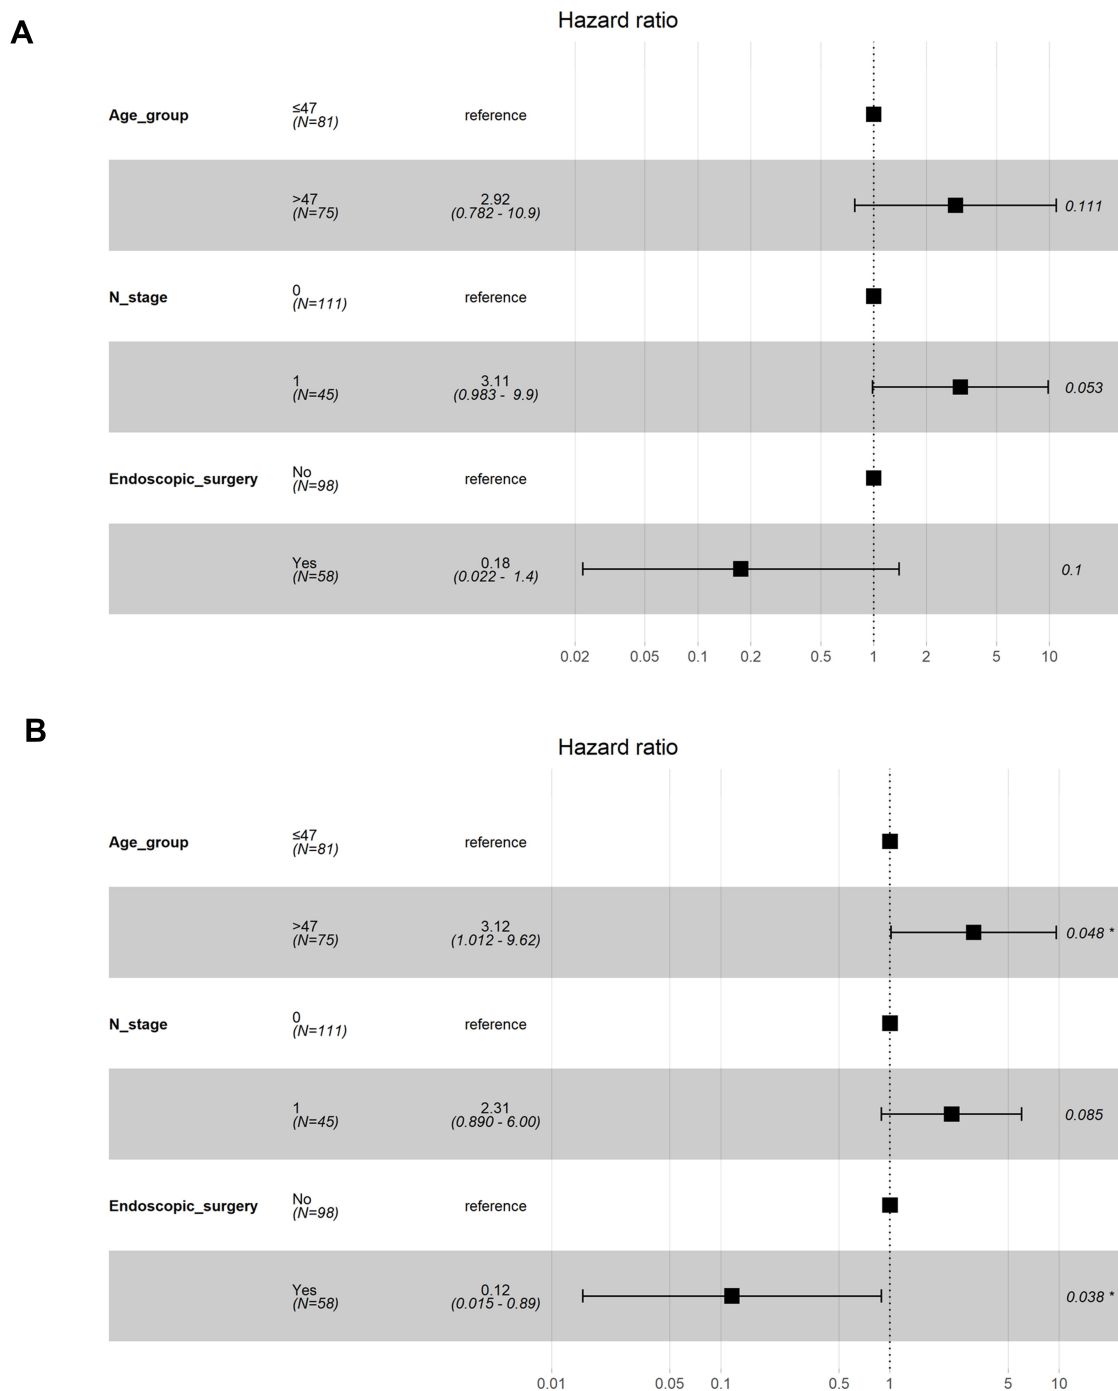 A
Hazard ratio
Age_group
≤47
(N=81)
reference
>47
(N=75)
2.92
(0.782 - 10.9)
0.111
N_stage
0
(N=111)
reference
1
(N=45)
3.11
(0.983 -  9.9)
0.053
Endoscopic_surgery
No
(N=98)
reference
Yes
(N=58)
0.18
(0.022 -  1.4)
0.1
0.02 0.05 0.1 0.2 0.5 1 2 5 10
B
Hazard ratio
Age_group
≤47
(N=81)
reference
>47
(N=75)
3.12
(1.012 - 9.62)
0.048 *
N_stage
0
(N=111)
reference
1
(N=45)
2.31
(0.890 - 6.00)
0.085
Endoscopic_surgery
No
(N=98)
reference
Yes
(N=58)
0.12
(0.015 - 0.89)
0.038 *
0.01 0.05 0.1 0.5 1 5 10